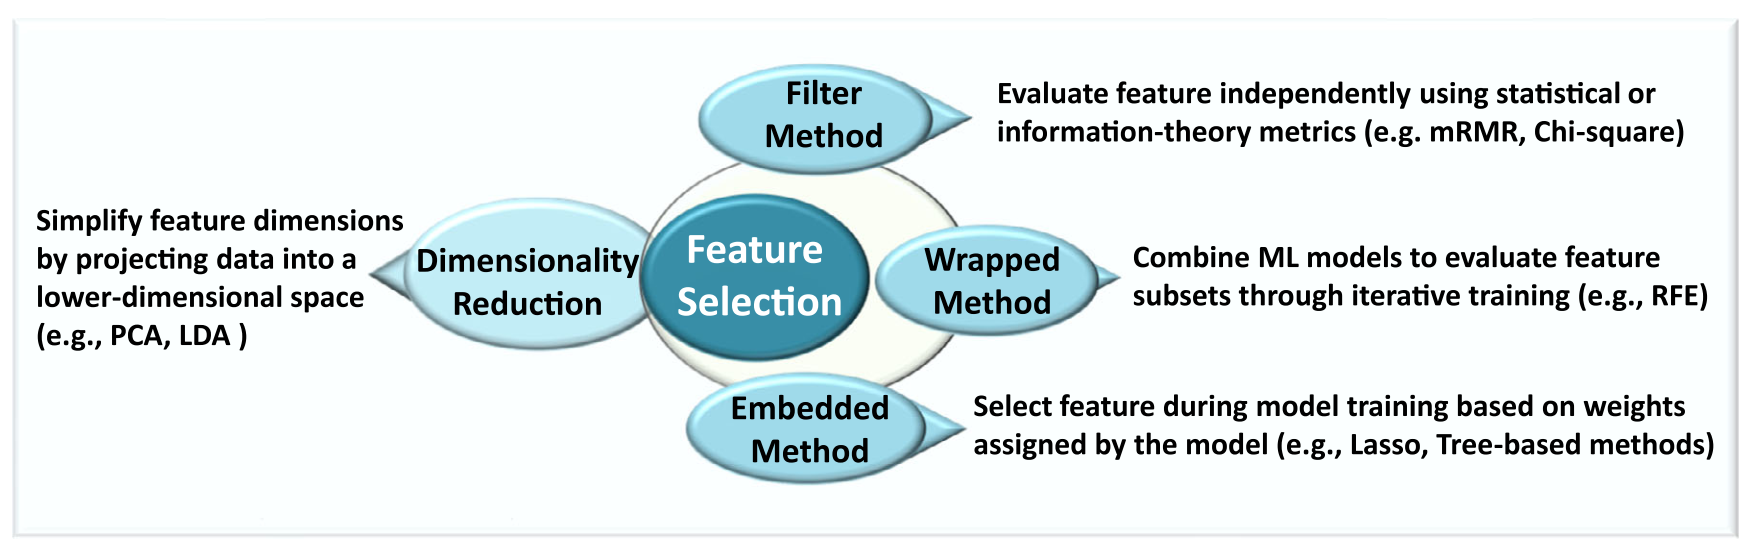 Filter
Method
Evaluate feature independently using statistical or
information-theory metrics (e.g. mRMR, Chi-square)
Simplify feature dimensions
by projecting data into a
lower-dimensional space
(e.g., PCA, LDA )
Dimensionality
Reduction
Feature
Selection
Wrapped
Method
Combine ML models to evaluate feature
subsets through iterative training (e.g., RFE)
Embedded
Method
Select feature during model training based on weights
assigned by the model (e.g., Lasso, Tree-based methods)